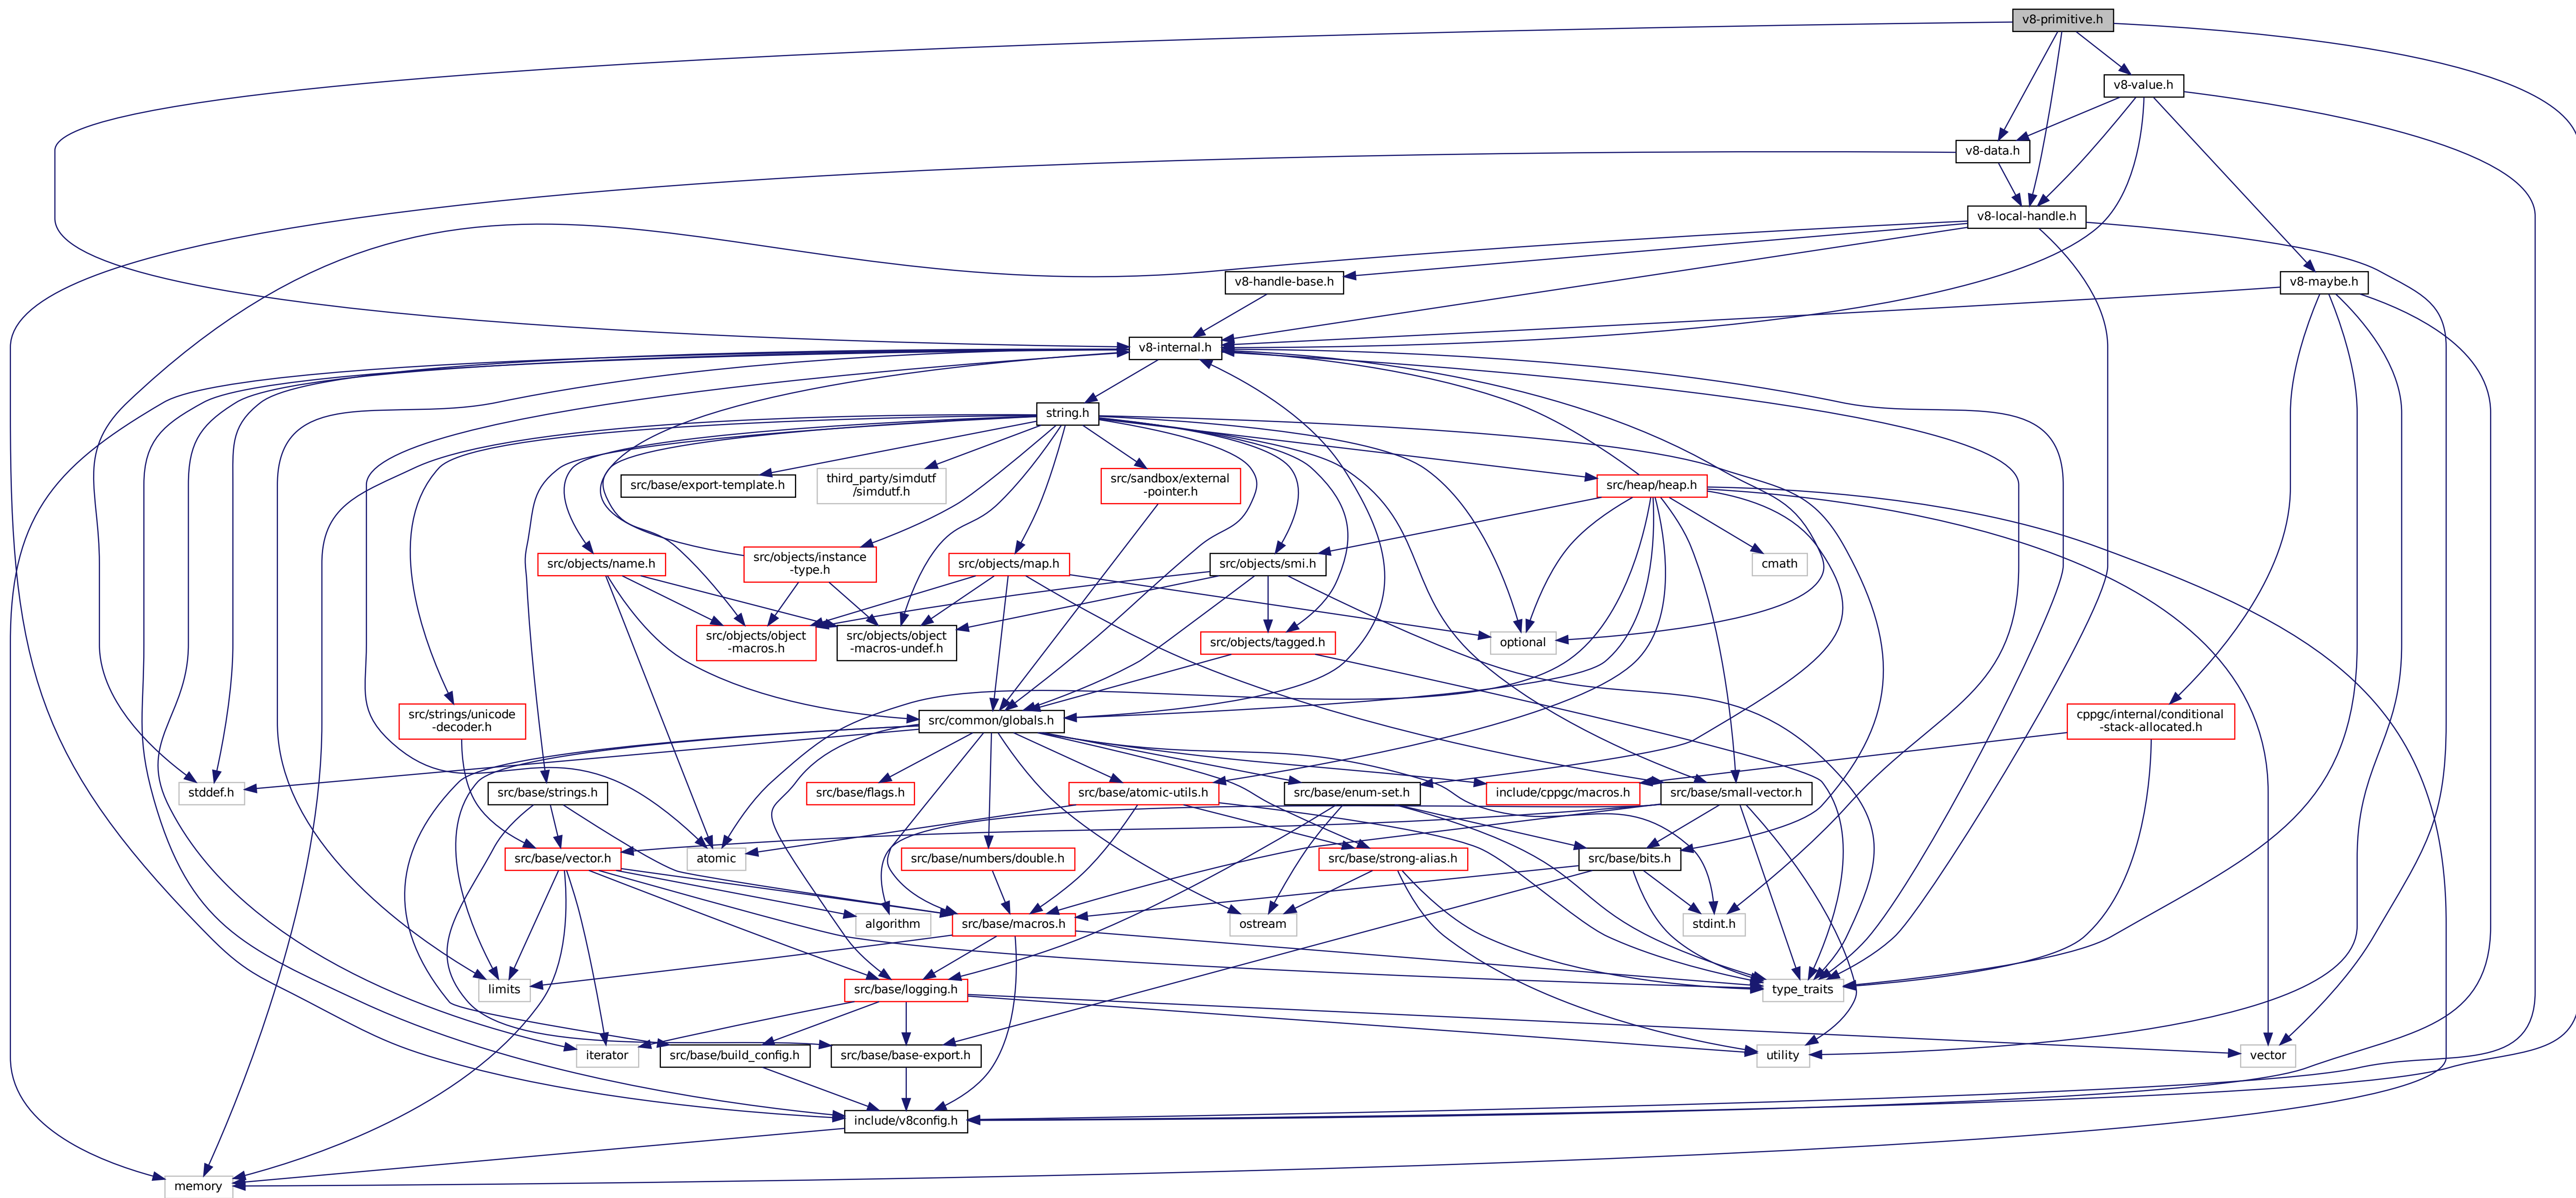 v8-primitive.h
v8-value.h
v8-data.h
v8-local-handle.h
v8-handle-base.h
v8-maybe.h
v8-internal.h
string.h
src/base/export-template.h
third_party/simdutf
/simdutf.h
src/sandbox/external
-pointer.h
src/heap/heap.h
src/objects/name.h
src/objects/instance
-type.h
src/objects/map.h
src/objects/smi.h
cmath
src/objects/object
-macros.h
src/objects/object
-macros-undef.h
src/objects/tagged.h
optional
src/strings/unicode
-decoder.h
src/common/globals.h
cppgc/internal/conditional
-stack-allocated.h
stddef.h
src/base/strings.h
src/base/flags.h
src/base/atomic-utils.h
src/base/enum-set.h
include/cppgc/macros.h
src/base/small-vector.h
src/base/vector.h
atomic
src/base/numbers/double.h
src/base/strong-alias.h
src/base/bits.h
algorithm
src/base/macros.h
ostream
stdint.h
limits
src/base/logging.h
type_traits
iterator
src/base/build_config.h
src/base/base-export.h
utility
vector
include/v8config.h
memory